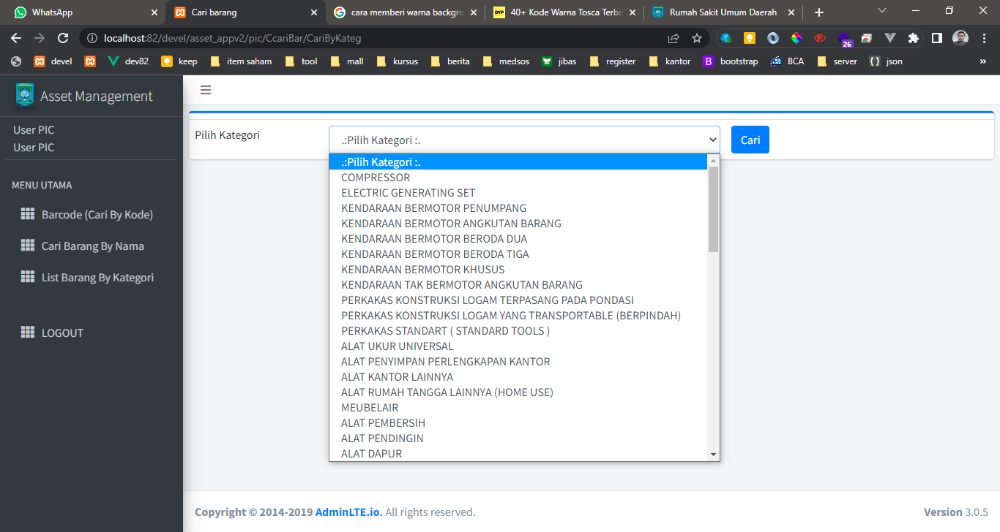 WhatsApp
Cari barang
cara memberi warna backgro
40+ Kode Warna Tosca Terba
Rumah Sakit Umum Daerah
localhost:82/devel/asset_appv2/pic/CcariBar/CariByKateg
26
devel
dev82
keep
item saham
tool
mall
kursus
berita
medsos
jibas
register
kantor
B
bootstrap
BCA
server
{}
json
»
Asset Management
User PIC
User PIC
MENU UTAMA
Barcode (Cari By Kode)
Cari Barang By Nama
List Barang By Kategori
LOGOUT
Pilih Kategori
.:Pilih Kategori :.
Cari
.:Pilih Kategori :.
COMPRESSOR
ELECTRIC GENERATING SET
KENDARAAN BERMOTOR PENUMPANG
KENDARAAN BERMOTOR ANGKUTAN BARANG
KENDARAAN BERMOTOR BERODA DUA
KENDARAAN BERMOTOR BERODA TIGA
KENDARAAN BERMOTOR KHUSUS
KENDARAAN TAK BERMOTOR ANGKUTAN BARANG
PERKAKAS KONSTRUKSI LOGAM TERPASANG PADA PONDASI
PERKAKAS KONSTRUKSI LOGAM YANG TRANSPORTABLE (BERPINDAH)
PERKAKAS STANDART ( STANDARD TOOLS )
ALAT UKUR UNIVERSAL
ALAT PENYIMPAN PERLENGKAPAN KANTOR
ALAT KANTOR LAINNYA
ALAT RUMAH TANGGA LAINNYA (HOME USE)
MEUBELAIR
ALAT PEMBERSIH
ALAT PENDINGIN
ALAT DAPUR
Copyright © 2014-2019 AdminLTE.io. All rights reserved.
Version 3.0.5